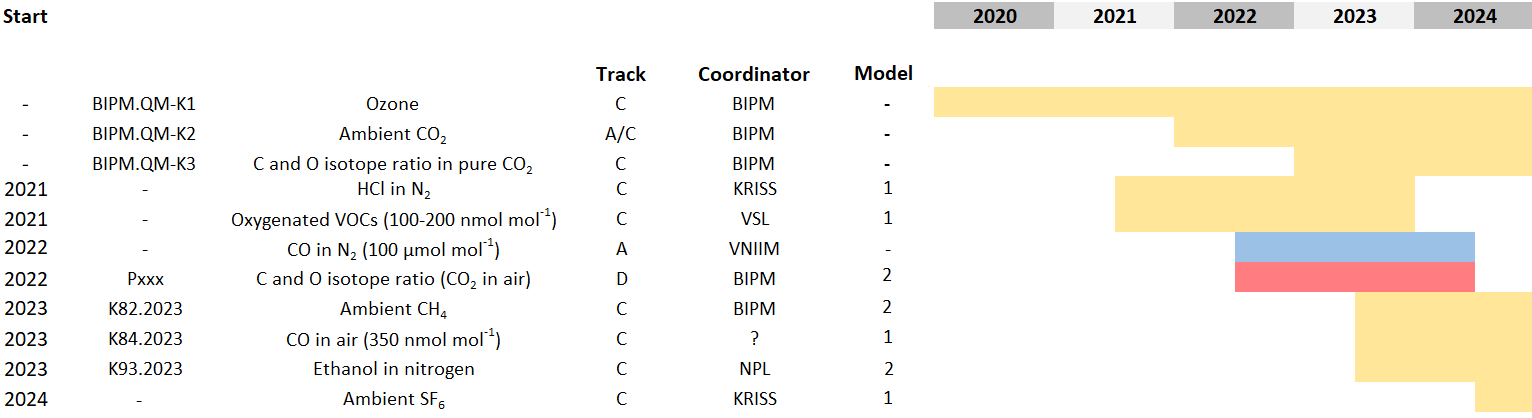 Start 2020 2021 2022 2023 2024
Track Coordinator Model
- BIPM.QM-K1 Ozone C BIPM -
- BIPM.QM-K2 Ambient CO₂ A/C BIPM -
- BIPM.QM-K3 C and O isotope ratio in pure CO₂ C BIPM -
2021 - HCl in N₂ C KRISS 1
2021 - Oxygenated VOCs (100-200 nmol mol⁻¹) C VSL 1
2022 - CO in N₂ (100 µmol mol⁻¹) A VNIIM -
2022 Pxxx C and O isotope ratio (CO₂ in air) D BIPM 2
2023 K82.2023 Ambient CH₄ C BIPM 2
2023 K84.2023 CO in air (350 nmol mol⁻¹) C ? 1
2023 K93.2023 Ethanol in nitrogen C NPL 2
2024 - Ambient SF₆ C KRISS 1